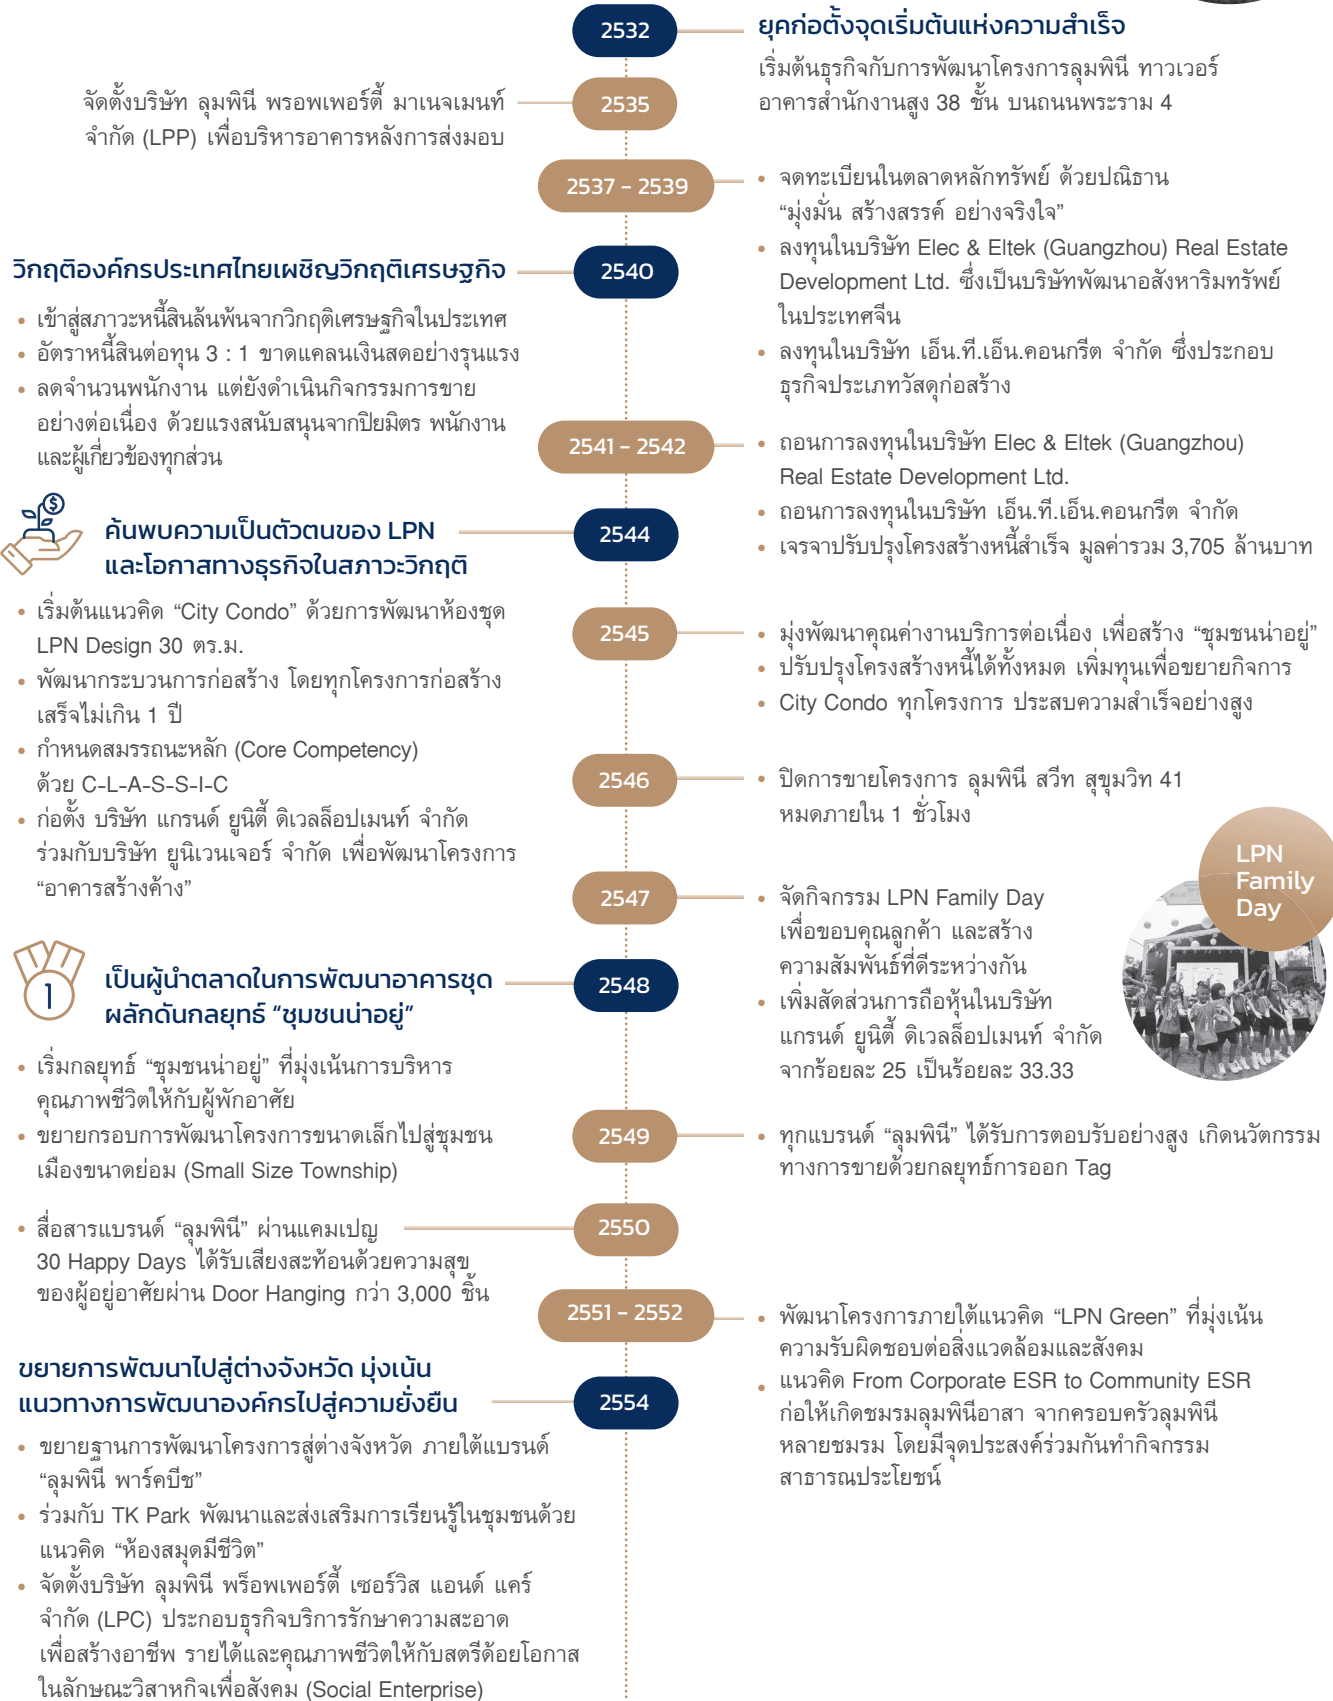 2532
ยุคก่อตั้งจุดเริ่มต้นแห่งความสำเร็จ
เริ่มต้นธุรกิจกับการพัฒนาโครงการลุมพินี ทาวเวอร์
อาคารสำนักงานสูง 38 ชั้น บนถนนพระราม 4
2535
จัดตั้งบริษัท ลุมพินี พรอพเพอร์ตี้ มาเนจเมนท์
จำกัด (LPP) เพื่อบริหารอาคารหลังการส่งมอบ
2537 – 2539
• จดทะเบียนในตลาดหลักทรัพย์ ด้วยปณิธาน
“มุ่งมั่น สร้างสรรค์ อย่างจริงใจ”
• ลงทุนในบริษัท Elec & Eltek (Guangzhou) Real Estate
Development Ltd. ซึ่งเป็นบริษัทพัฒนาอสังหาริมทรัพย์
ในประเทศจีน
• ลงทุนในบริษัท เอ็น.ที.เอ็น.คอนกรีต จำกัด ซึ่งประกอบ
ธุรกิจประเภทวัสดุก่อสร้าง
2540
วิกฤติองค์กรประเทศไทยเผชิญวิกฤติเศรษฐกิจ
• เข้าสู่สภาวะหนี้สินล้นพ้นจากวิกฤติเศรษฐกิจในประเทศ
• อัตราหนี้สินต่อทุน 3 : 1 ขาดแคลนเงินสดอย่างรุนแรง
• ลดจำนวนพนักงาน แต่ยังดำเนินกิจกรรมการขาย
อย่างต่อเนื่อง ด้วยแรงสนับสนุนจากปิยมิตร พนักงาน
และผู้เกี่ยวข้องทุกส่วน
2541 – 2542
• ถอนการลงทุนในบริษัท Elec & Eltek (Guangzhou)
Real Estate Development Ltd.
• ถอนการลงทุนในบริษัท เอ็น.ที.เอ็น.คอนกรีต จำกัด
• เจรจาปรับปรุงโครงสร้างหนี้สำเร็จ มูลค่ารวม 3,705 ล้านบาท
2544
ค้นพบความเป็นตัวตนของ LPN
และโอกาสทางธุรกิจในสภาวะวิกฤติ
• เริ่มต้นแนวคิด “City Condo” ด้วยการพัฒนาห้องชุด
LPN Design 30 ตร.ม.
• พัฒนากระบวนการก่อสร้าง โดยทุกโครงการก่อสร้าง
เสร็จไม่เกิน 1 ปี
• กำหนดสมรรถนะหลัก (Core Competency)
ด้วย C-L-A-S-S-I-C
• ก่อตั้ง บริษัท แกรนด์ ยูนิตี้ ดิเวลล็อปเมนท์ จำกัด
ร่วมกับบริษัท ยูนิเวนเจอร์ จำกัด เพื่อพัฒนาโครงการ
“อาคารสร้างค้าง”
2545
• มุ่งพัฒนาคุณค่างานบริการต่อเนื่อง เพื่อสร้าง “ชุมชนน่าอยู่”
• ปรับปรุงโครงสร้างหนี้ได้ทั้งหมด เพิ่มทุนเพื่อขยายกิจการ
• City Condo ทุกโครงการ ประสบความสำเร็จอย่างสูง
2546
• ปิดการขายโครงการ ลุมพินี สวีท สุขุมวิท 41
หมดภายใน 1 ชั่วโมง
2547
• จัดกิจกรรม LPN Family Day
เพื่อขอบคุณลูกค้า และสร้าง
ความสัมพันธ์ที่ดีระหว่างกัน
• เพิ่มสัดส่วนการถือหุ้นในบริษัท
แกรนด์ ยูนิตี้ ดิเวลล็อปเมนท์ จำกัด
จากร้อยละ 25 เป็นร้อยละ 33.33
LPN
Family
Day
2548
1
เป็นผู้นำตลาดในการพัฒนาอาคารชุด
ผลักดันกลยุทธ์ “ชุมชนน่าอยู่”
• เริ่มกลยุทธ์ “ชุมชนน่าอยู่” ที่มุ่งเน้นการบริหาร
คุณภาพชีวิตให้กับผู้พักอาศัย
• ขยายกรอบการพัฒนาโครงการขนาดเล็กไปสู่ชุมชน
เมืองขนาดย่อม (Small Size Township)
2549
• ทุกแบรนด์ “ลุมพินี” ได้รับการตอบรับอย่างสูง เกิดนวัตกรรม
ทางการขายด้วยกลยุทธ์การออก Tag
2550
• สื่อสารแบรนด์ “ลุมพินี” ผ่านแคมเปญ
30 Happy Days ได้รับเสียงสะท้อนด้วยความสุข
ของผู้อยู่อาศัยผ่าน Door Hanging กว่า 3,000 ชิ้น
2551 – 2552
• พัฒนาโครงการภายใต้แนวคิด “LPN Green” ที่มุ่งเน้น
ความรับผิดชอบต่อสิ่งแวดล้อมและสังคม
• แนวคิด From Corporate ESR to Community ESR
ก่อให้เกิดชมรมลุมพินีอาสา จากครอบครัวลุมพินี
หลายชมรม โดยมีจุดประสงค์ร่วมกันทำกิจกรรม
สาธารณประโยชน์
2554
ขยายการพัฒนาไปสู่ต่างจังหวัด มุ่งเน้น
แนวทางการพัฒนาองค์กรไปสู่ความยั่งยืน
• ขยายฐานการพัฒนาโครงการสู่ต่างจังหวัด ภายใต้แบรนด์
“ลุมพินี พาร์คบีช”
• ร่วมกับ TK Park พัฒนาและส่งเสริมการเรียนรู้ในชุมชนด้วย
แนวคิด “ห้องสมุดมีชีวิต”
• จัดตั้งบริษัท ลุมพินี พร็อพเพอร์ตี้ เซอร์วิส แอนด์ แคร์
จำกัด (LPC) ประกอบธุรกิจบริการรักษาความสะอาด
เพื่อสร้างอาชีพ รายได้และคุณภาพชีวิตให้กับสตรีด้อยโอกาส
ในลักษณะวิสาหกิจเพื่อสังคม (Social Enterprise)